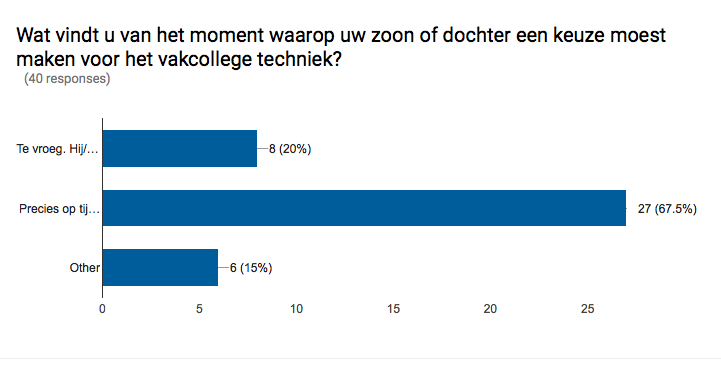 Wat vindt u van het moment waarop uw zoon of dochter een keuze moest
maken voor het vakcollege techniek?
(40 responses)
Te vroeg. Hij/... 8 (20%)
Precies op tij... 27 (67.5%)
Other 6 (15%)
0 5 10 15 20 25